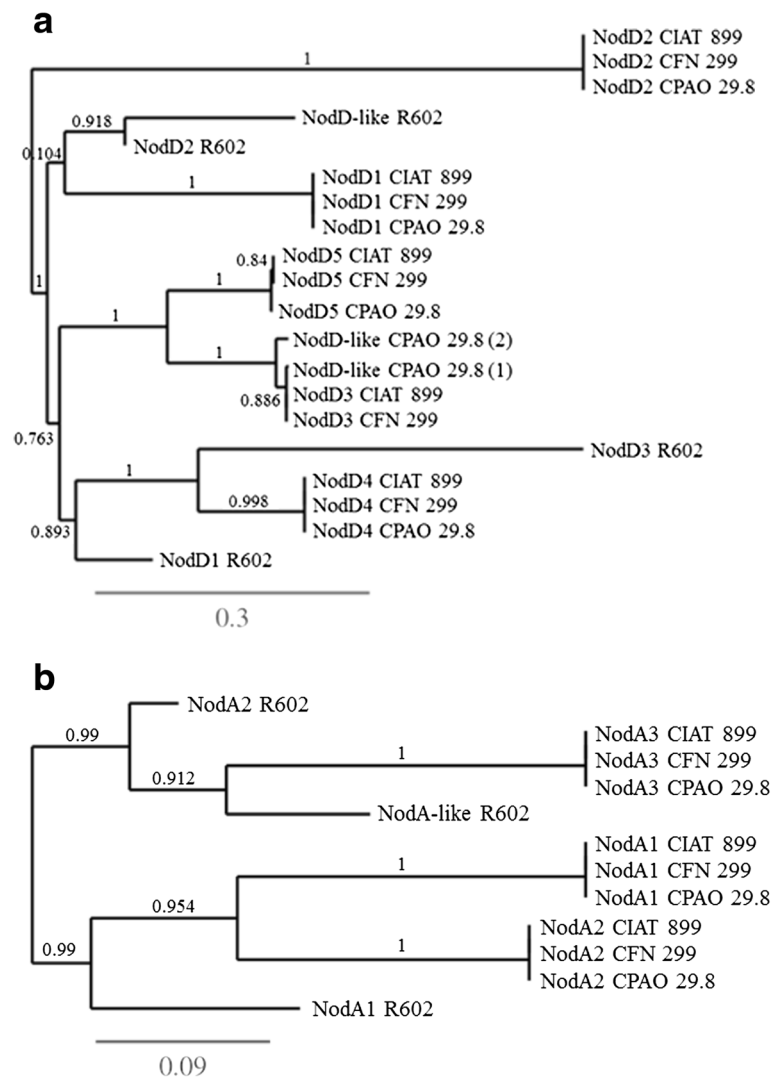 a
1
NodD2 CIAT 899
NodD2 CFN 299
NodD2 CPAO 29.8
0.918
NodD-like R602
NodD2 R602
0.104
1
NodD1 CIAT 899
NodD1 CFN 299
NodD1 CPAO 29.8
1
0.84
NodD5 CIAT 899
NodD5 CFN 299
NodD5 CPAO 29.8
1
1
1
NodD-like CPAO 29.8 (2)
NodD-like CPAO 29.8 (1)
NodD3 CIAT 899
NodD3 CFN 299
0.886
0.763
NodD3 R602
1
0.998
NodD4 CIAT 899
NodD4 CFN 299
NodD4 CPAO 29.8
0.893
NodD1 R602
0.3
b
NodA2 R602
0.99
0.912
1
NodA3 CIAT 899
NodA3 CFN 299
NodA3 CPAO 29.8
NodA-like R602
1
NodA1 CIAT 899
NodA1 CFN 299
NodA1 CPAO 29.8
0.954
1
NodA2 CIAT 899
NodA2 CFN 299
NodA2 CPAO 29.8
0.99
NodA1 R602
0.09